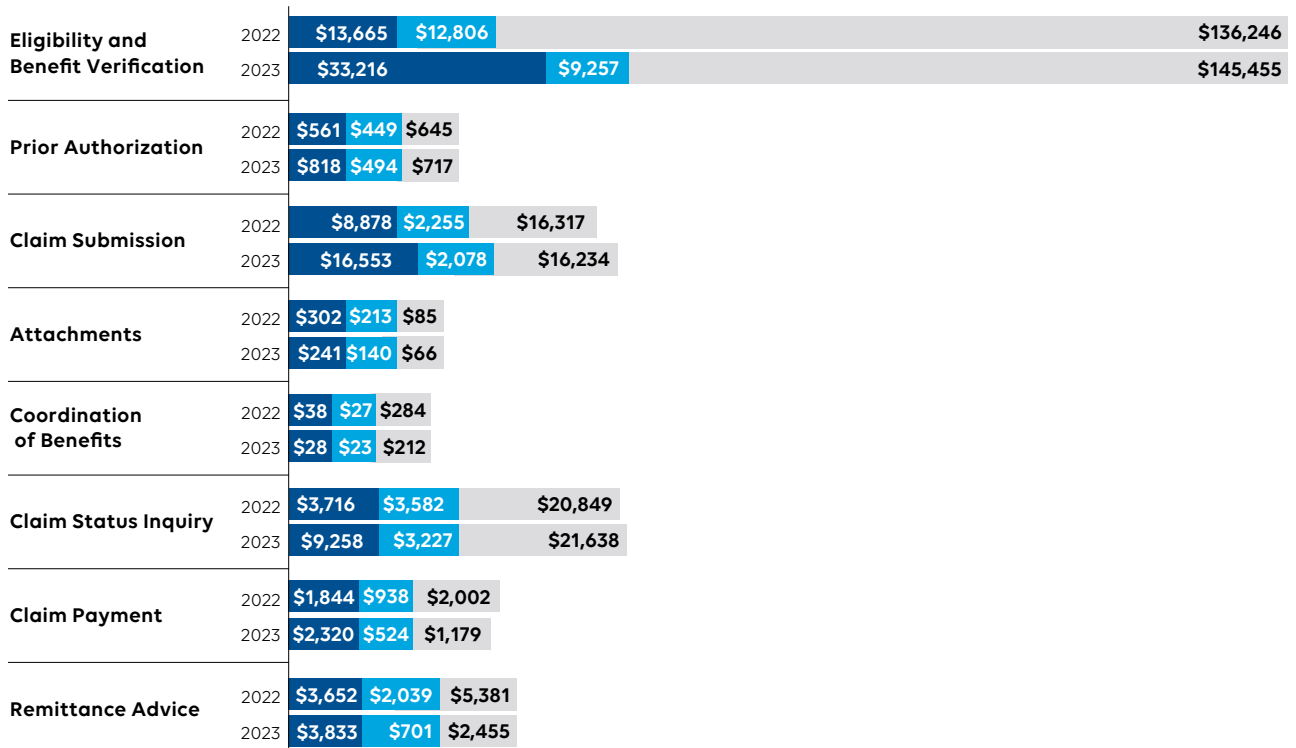 Eligibility and
Benefit Verification
2022 $13,665 $12,806 $136,246
2023 $33,216 $9,257 $145,455
Prior Authorization
2022 $561 $449 $645
2023 $818 $494 $717
Claim Submission
2022 $8,878 $2,255 $16,317
2023 $16,553 $2,078 $16,234
Attachments
2022 $302 $213 $85
2023 $241 $140 $66
Coordination
of Benefits
2022 $38 $27 $284
2023 $28 $23 $212
Claim Status Inquiry
2022 $3,716 $3,582 $20,849
2023 $9,258 $3,227 $21,638
Claim Payment
2022 $1,844 $938 $2,002
2023 $2,320 $524 $1,179
Remittance Advice
2022 $3,652 $2,039 $5,381
2023 $3,833 $701 $2,455